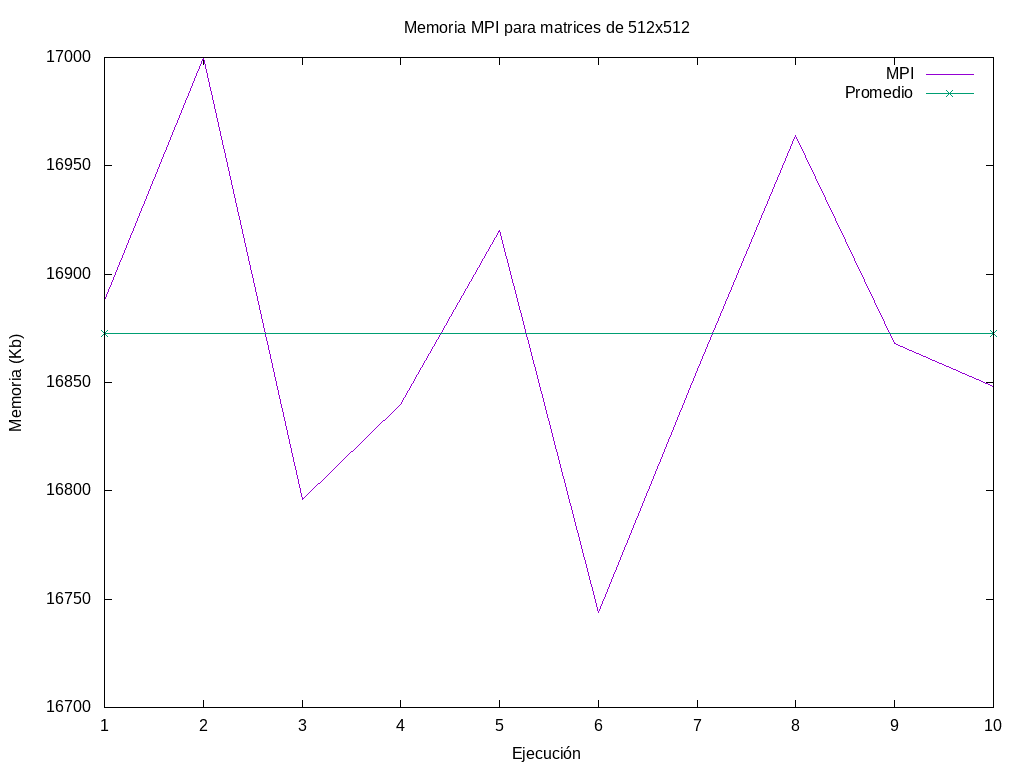 Memoria MPI para matrices de 512x512
MPI
Promedio
17000
16950
16900
16850
16800
16750
16700
Memoria (Kb)
1 2 3 4 5 6 7 8 9 10
Ejecución